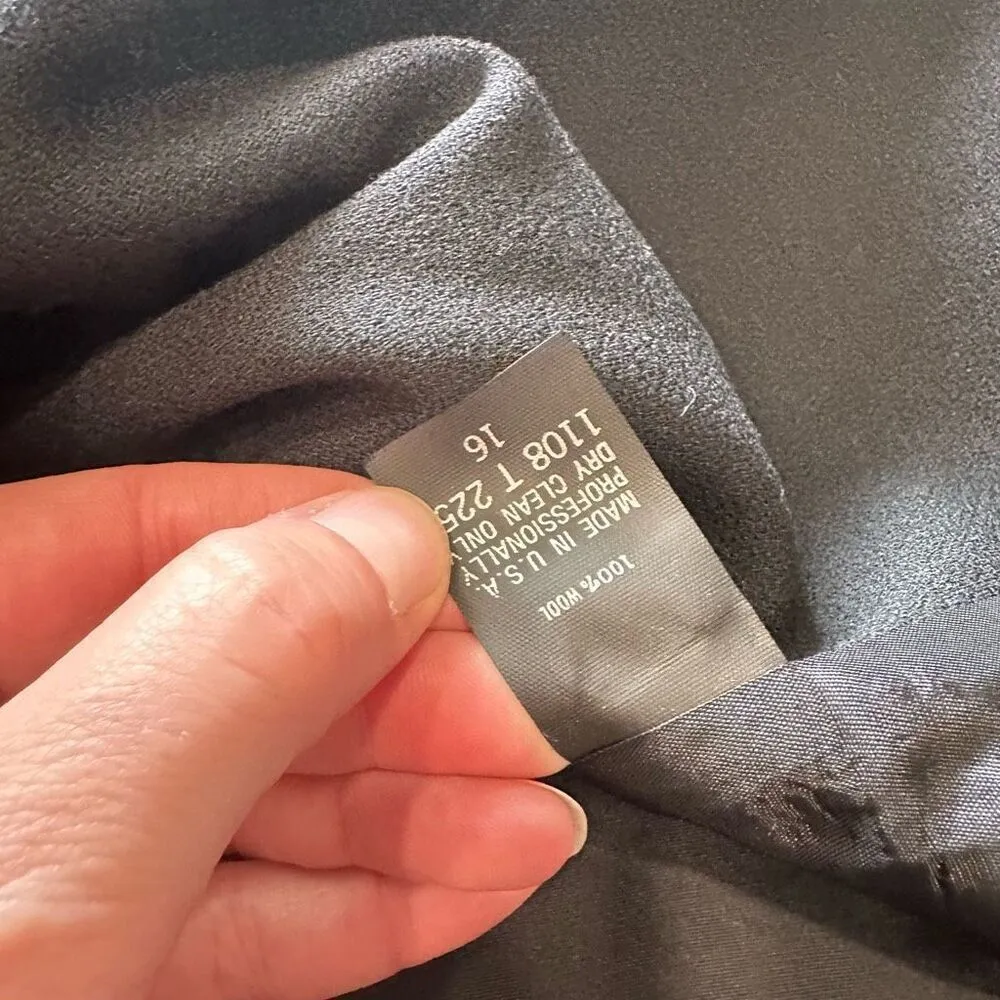 100% WOOL
MADE IN U.S.A.
PROFESSIONALLY
DRY CLEAN ONLY
1108 T 225
16